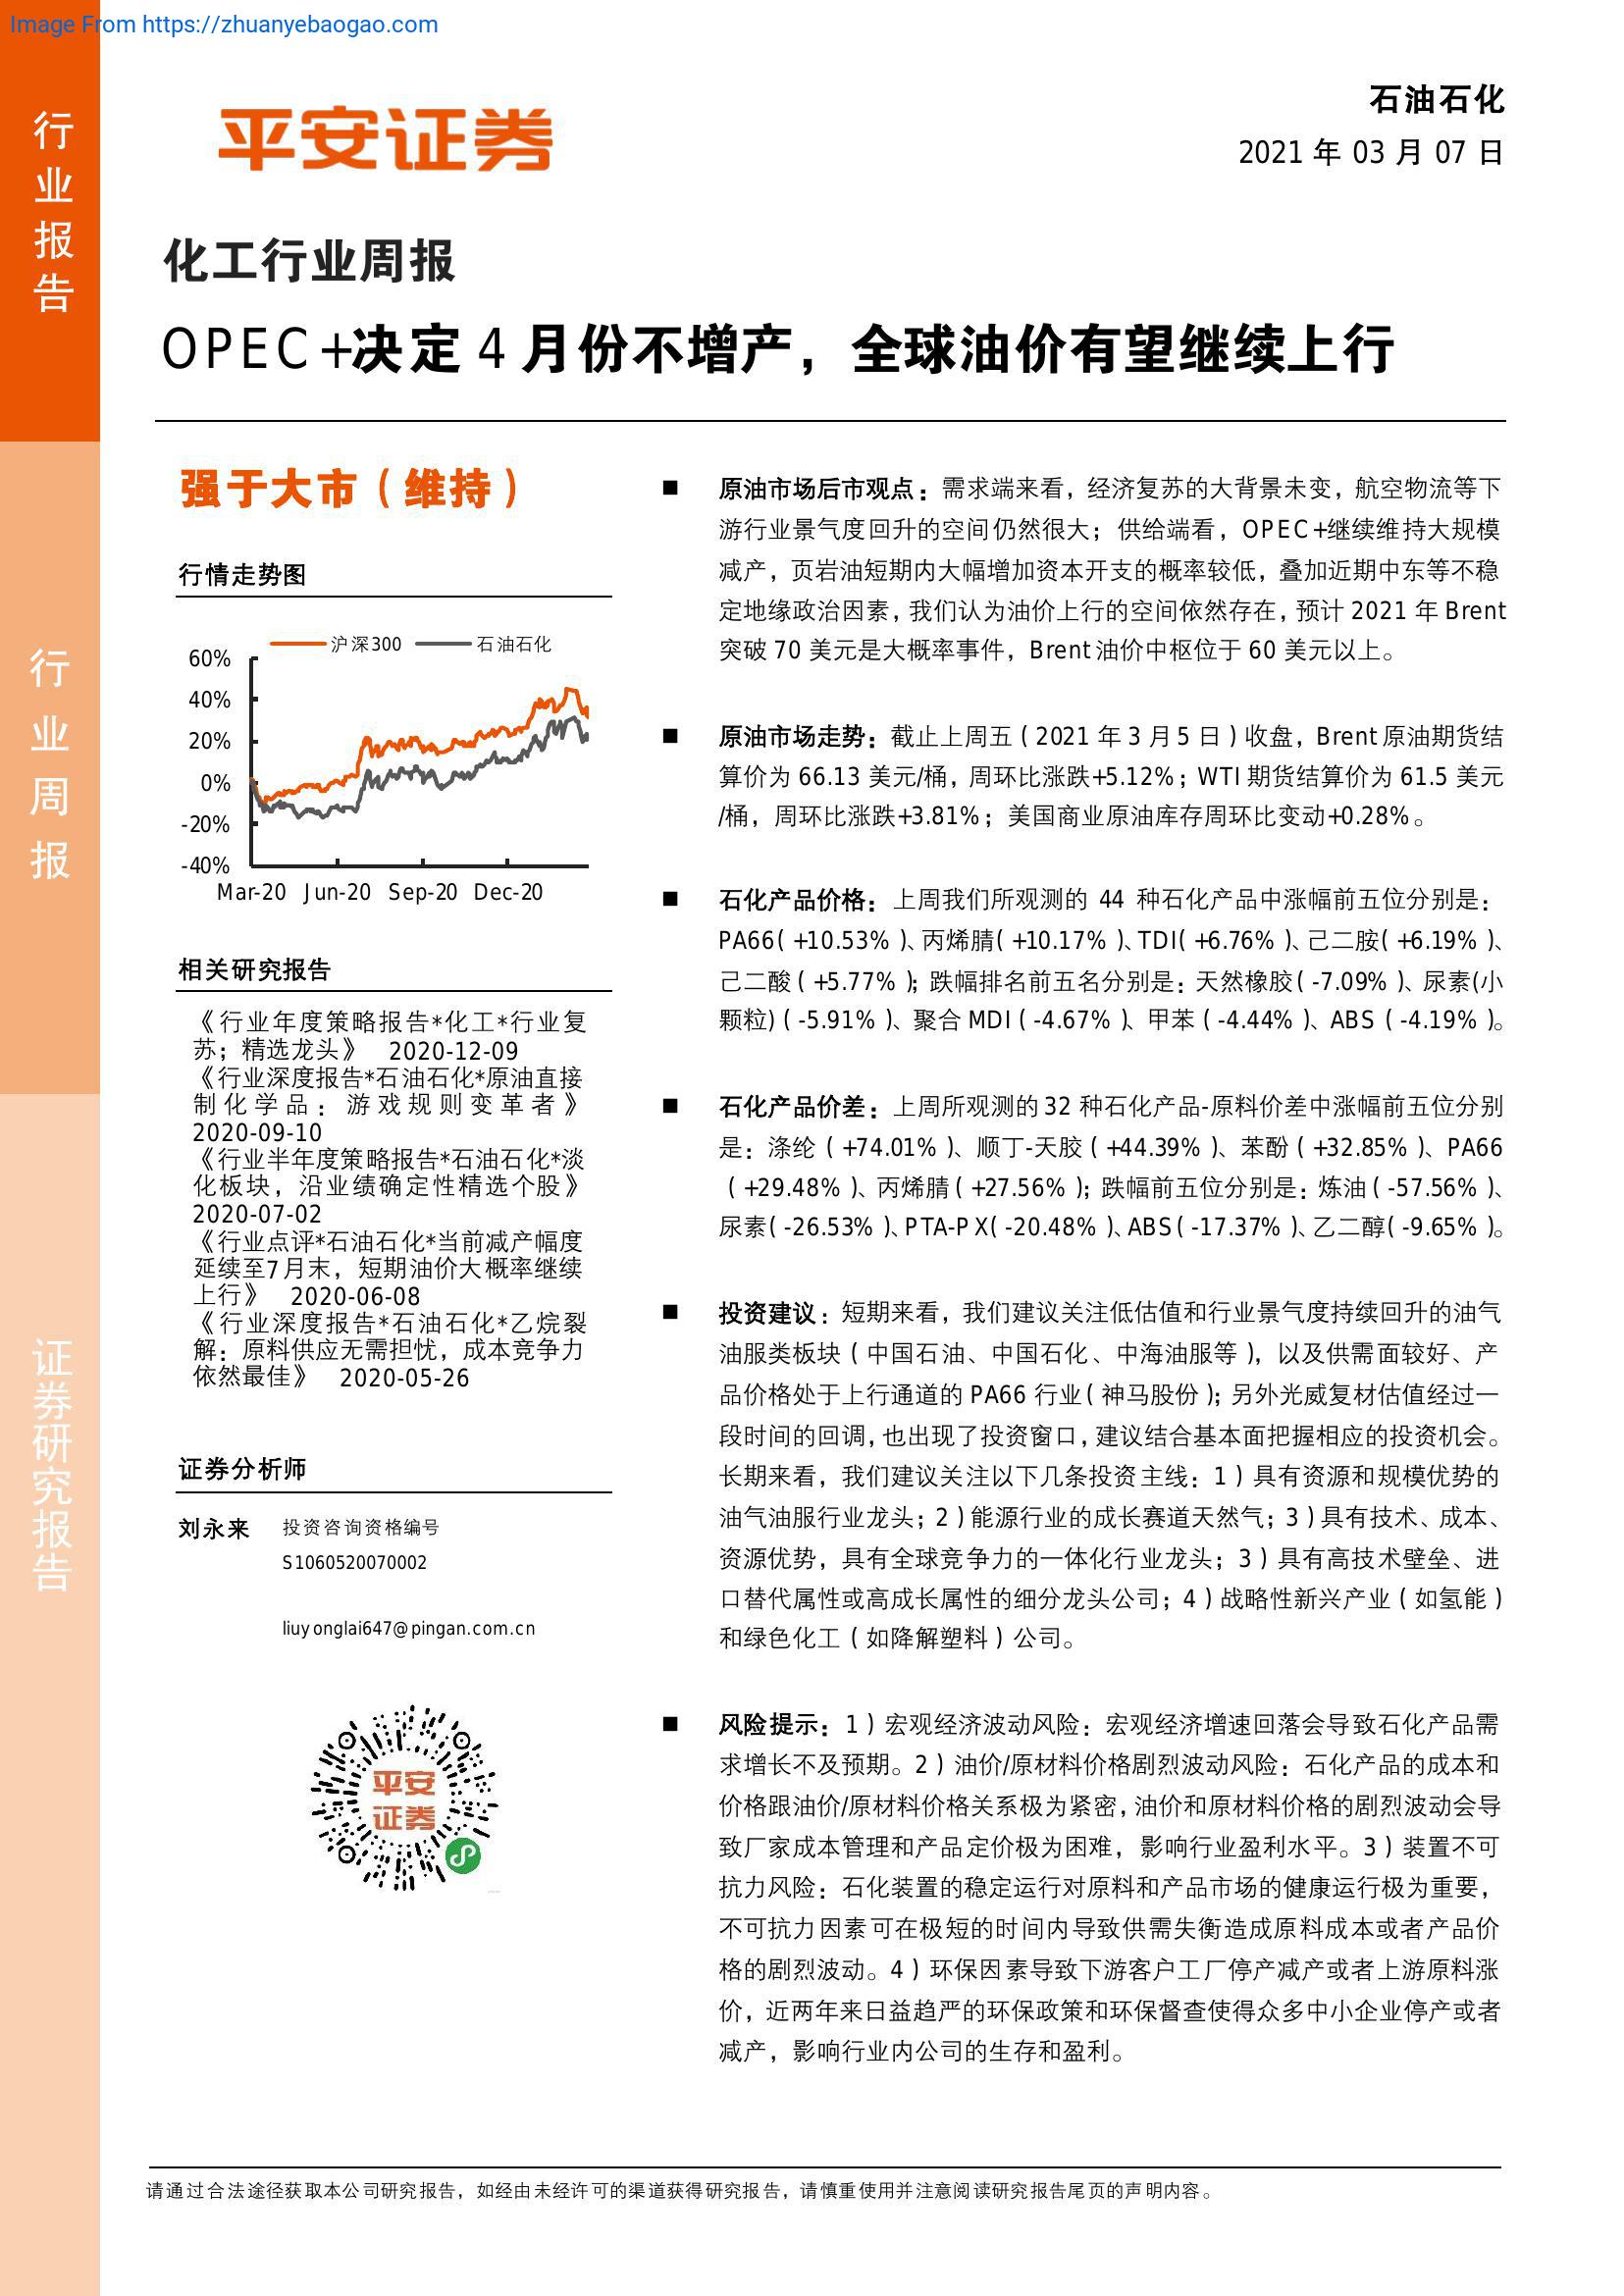 Image From https://zhuanyebaogao.com
行业报告
行业周报
证券研究报告
平安证券
石油石化
2021 年 03 月 07 日
化工行业周报
OPEC+决定 4 月份不增产，全球油价有望继续上行
强于大市（维持）
行情走势图
沪深300 石油石化
60%
40%
20%
0%
-20%
-40%
Mar-20 Jun-20 Sep-20 Dec-20
相关研究报告
《行业年度策略报告*化工*行业复
苏；精选龙头》 2020-12-09
《行业深度报告*石油石化*原油直接
制化学品：游戏规则变革者》
2020-09-10
《行业半年度策略报告*石油石化*淡
化板块，沿业绩确定性精选个股》
2020-07-02
《行业点评*石油石化*当前减产幅度
延续至7月末，短期油价大概率继续
上行》 2020-06-08
《行业深度报告*石油石化*乙烷裂
解：原料供应无需担忧，成本竞争力
依然最佳》 2020-05-26
证券分析师
刘永来 投资咨询资格编号
S1060520070002
liuyonglai647@pingan.com.cn
平安
证券
■ 原油市场后市观点：需求端来看，经济复苏的大背景未变，航空物流等下
游行业景气度回升的空间仍然很大；供给端看，OPEC+继续维持大规模
减产，页岩油短期内大幅增加资本开支的概率较低，叠加近期中东等不稳
定地缘政治因素，我们认为油价上行的空间依然存在，预计 2021 年 Brent
突破 70 美元是大概率事件，Brent 油价中枢位于 60 美元以上。
■ 原油市场走势：截止上周五（2021 年 3 月 5 日）收盘，Brent 原油期货结
算价为 66.13 美元/桶，周环比涨跌+5.12%；WTI 期货结算价为 61.5 美元
/桶，周环比涨跌+3.81%；美国商业原油库存周环比变动+0.28%。
■ 石化产品价格：上周我们所观测的 44 种石化产品中涨幅前五位分别是：
PA66（+10.53%）、丙烯腈（+10.17%）、TDI（+6.76%）、己二胺（+6.19%）、
己二酸（+5.77%）；跌幅排名前五名分别是：天然橡胶（-7.09%）、尿素(小
颗粒)（-5.91%）、聚合 MDI（-4.67%）、甲苯（-4.44%）、ABS（-4.19%）。
■ 石化产品价差：上周所观测的 32 种石化产品-原料价差中涨幅前五位分别
是：涤纶（+74.01%）、顺丁-天胶（+44.39%）、苯酚（+32.85%）、PA66
（+29.48%）、丙烯腈（+27.56%）；跌幅前五位分别是：炼油（-57.56%）、
尿素（-26.53%）、PTA-PX（-20.48%）、ABS（-17.37%）、乙二醇（-9.65%）。
■ 投资建议：短期来看，我们建议关注低估值和行业景气度持续回升的油气
油服类板块（中国石油、中国石化、中海油服等），以及供需面较好、产
品价格处于上行通道的 PA66 行业（神马股份）；另外光威复材估值经过一
段时间的回调，也出现了投资窗口，建议结合基本面把握相应的投资机会。
长期来看，我们建议关注以下几条投资主线：1）具有资源和规模优势的
油气油服行业龙头；2）能源行业的成长赛道天然气；3）具有技术、成本、
资源优势，具有全球竞争力的一体化行业龙头；3）具有高技术壁垒、进
口替代属性或高成长属性的细分龙头公司；4）战略性新兴产业（如氢能）
和绿色化工（如降解塑料）公司。
■ 风险提示：1）宏观经济波动风险：宏观经济增速回落会导致石化产品需
求增长不及预期。2）油价/原材料价格剧烈波动风险：石化产品的成本和
价格跟油价/原材料价格关系极为紧密，油价和原材料价格的剧烈波动会导
致厂家成本管理和产品定价极为困难，影响行业盈利水平。3）装置不可
抗力风险：石化装置的稳定运行对原料和产品市场的健康运行极为重要，
不可抗力因素可在极短的时间内导致供需失衡造成原料成本或者产品价
格的剧烈波动。4）环保因素导致下游客户工厂停产减产或者上游原料涨
价，近两年来日益趋严的环保政策和环保督查使得众多中小企业停产或者
减产，影响行业内公司的生存和盈利。
请通过合法途径获取本公司研究报告，如经由未经许可的渠道获得研究报告，请慎重使用并注意阅读研究报告尾页的声明内容。